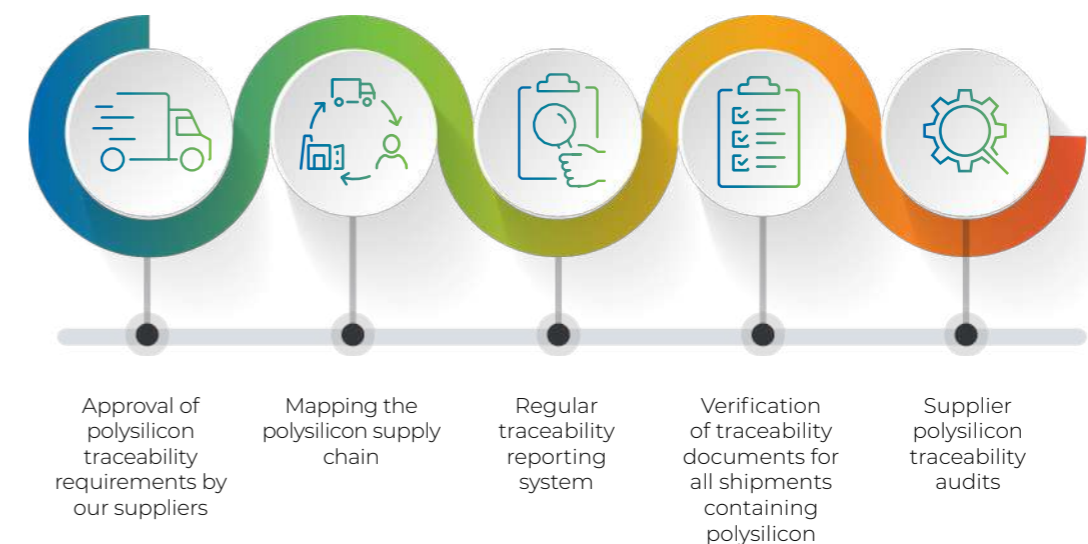 Approval of
polysilicon
traceability
requirements by
our suppliers
Mapping the
polysilicon supply
chain
Regular
traceability
reporting
system
Verification
of traceability
documents for
all shipments
containing
polysilicon
Supplier
polysilicon
traceability
audits